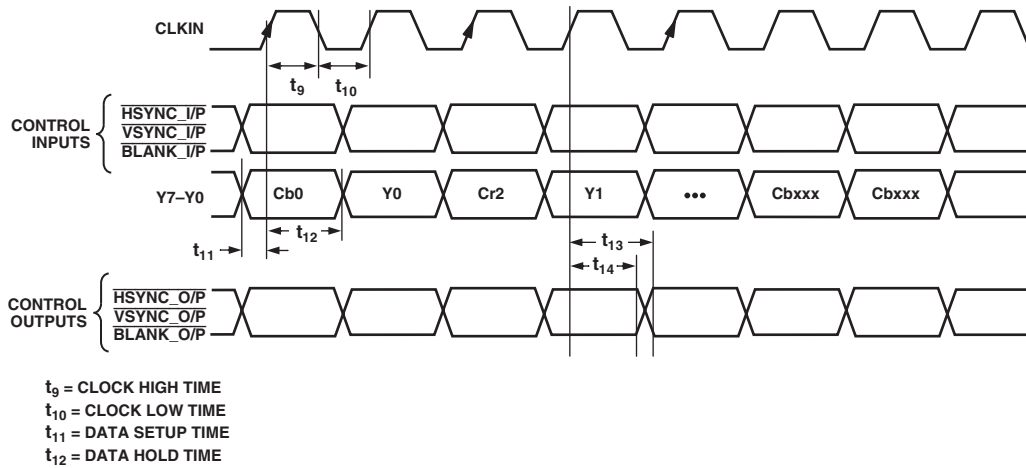 CLKIN
t9
t10
CONTROL
INPUTS
HSYNC_I/P
VSYNC_I/P
BLANK_I/P
Y7–Y0
Cb0
Y0
Cr2
Y1
•••
Cbxxx
Cbxxx
t11
t12
t13
t14
CONTROL
OUTPUTS
HSYNC_O/P
VSYNC_O/P
BLANK_O/P
t9 = CLOCK HIGH TIME
t10 = CLOCK LOW TIME
t11 = DATA SETUP TIME
t12 = DATA HOLD TIME